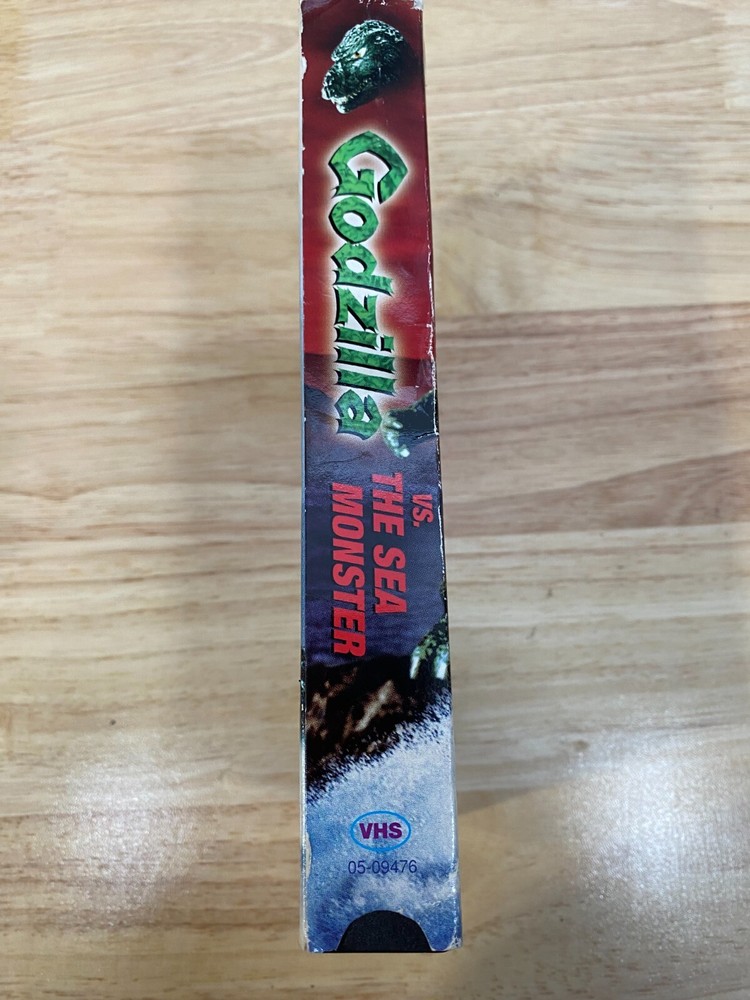 Godzilla
VS.
THE SEA
MONSTER
VHS
05-09476